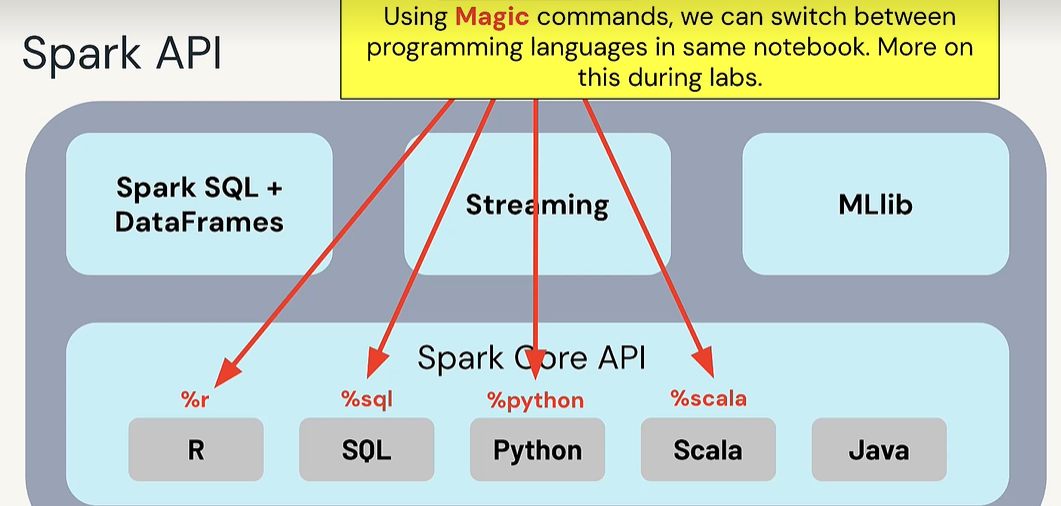 Using Magic commands, we can switch between
programming languages in same notebook. More on
this during labs.
Spark API
Spark SQL +
DataFrames
Streaming
MLlib
Spark Core API
%r
%sql
%python
%scala
R
SQL
Python
Scala
Java